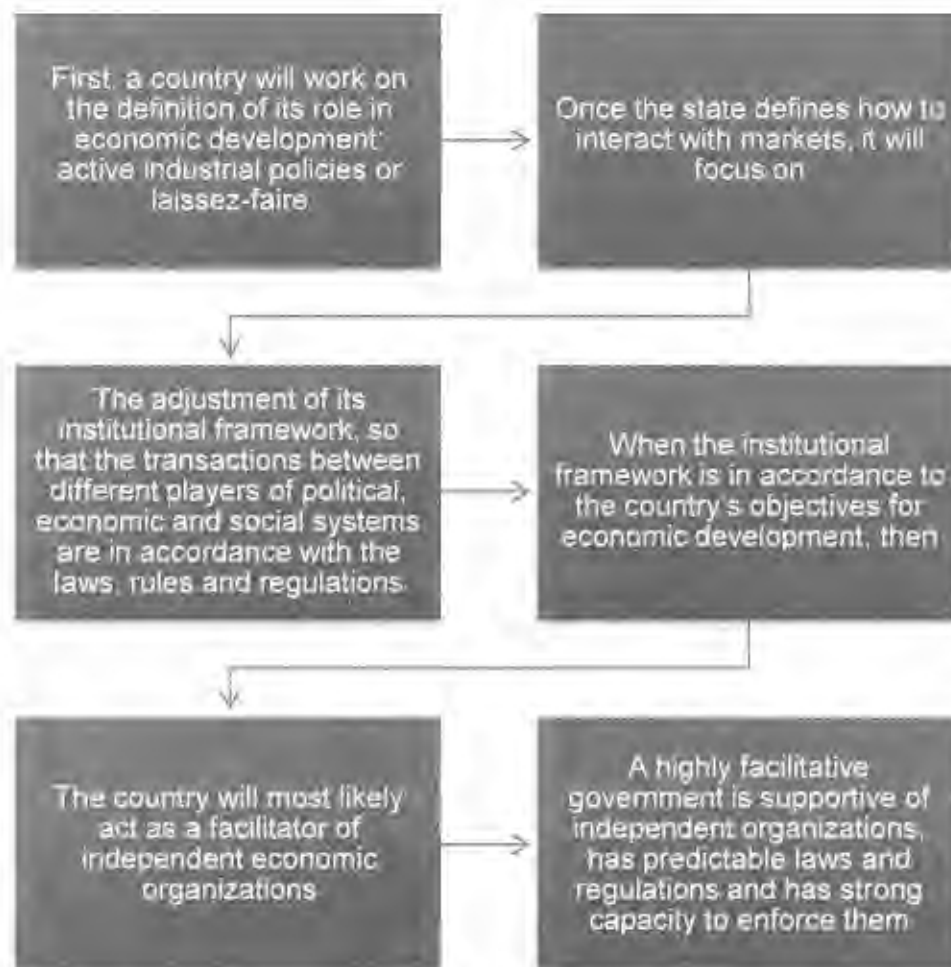 First, a country will work on
the definition of its role in
economic development:
active industrial policies or
laissez-faire
Once the state defines how to
interact with markets, it will
focus on
The adjustment of its
institutional framework, so
that the transactions between
different players of political,
economic and social systems
are in accordance with the
laws, rules and regulations
When the institutional
framework is in accordance to
the country's objectives for
economic development, then
The country will most likely
act as a facilitator of
independent economic
organizations
A highly facilitative
government is supportive of
independent organizations,
has predictable laws and
regulations and has strong
capacity to enforce them